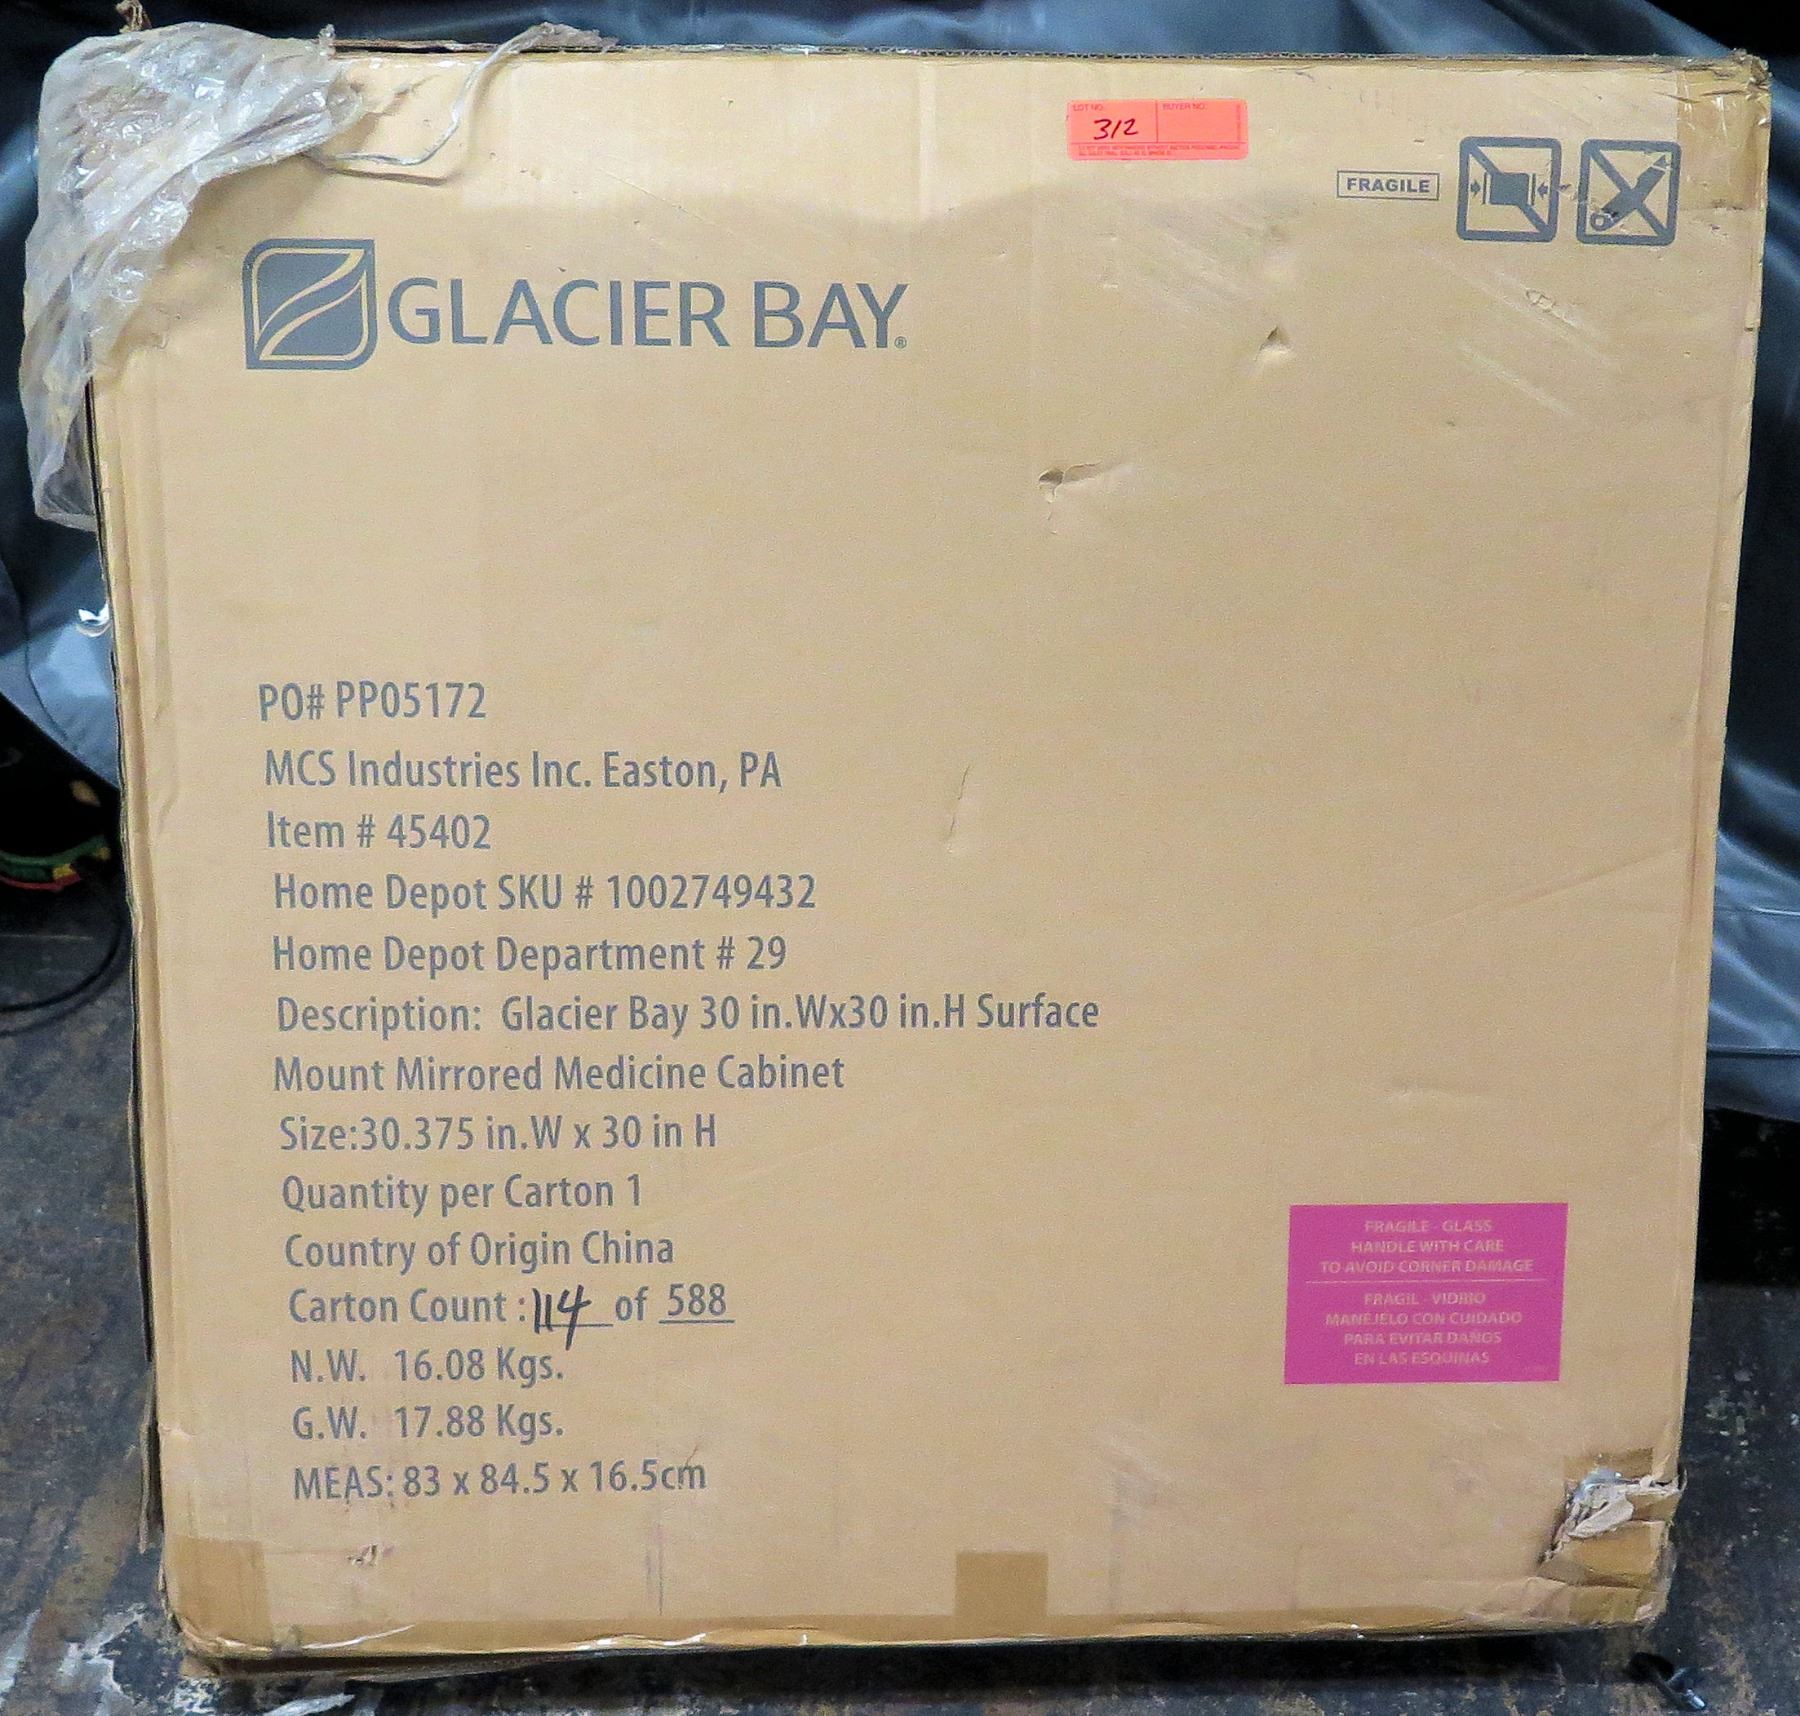 LOT NO.
BUYER NO.
312
FRAGILE
GLACIER BAY®
PO# PP05172
MCS Industries Inc. Easton, PA
Item # 45402
Home Depot SKU # 1002749432
Home Depot Department # 29
Description: Glacier Bay 30 in.Wx30 in.H Surface
Mount Mirrored Medicine Cabinet
Size:30.375 in.W x 30 in H
Quantity per Carton 1
Country of Origin China
Carton Count : 114 of 588
N.W. 16.08 Kgs.
G.W. 17.88 Kgs.
MEAS: 83 x 84.5 x 16.5cm
FRAGILE - GLASS
HANDLE WITH CARE
TO AVOID CORNER DAMAGE
FRAGIL - VIDRIO
MANEJELO CON CUIDADO
PARA EVITAR DAÑOS
EN LAS ESQUINAS